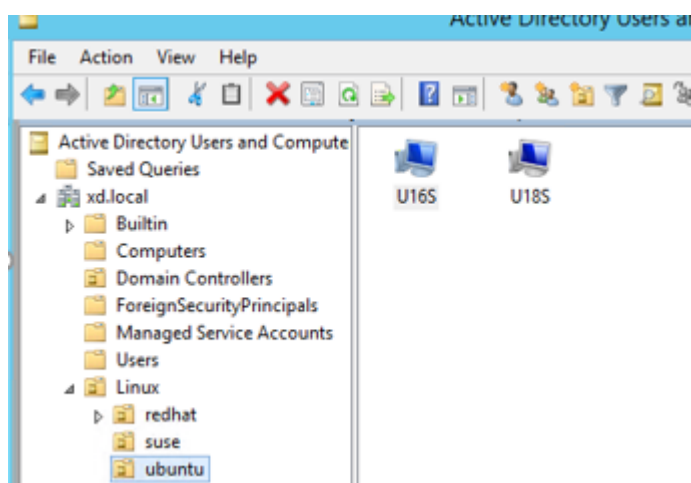 Active Directory Users a
File Action View Help
Active Directory Users and Compute
Saved Queries
xd.local
Builtin
Computers
Domain Controllers
ForeignSecurityPrincipals
Managed Service Accounts
Users
Linux
redhat
suse
ubuntu
U16S U18S